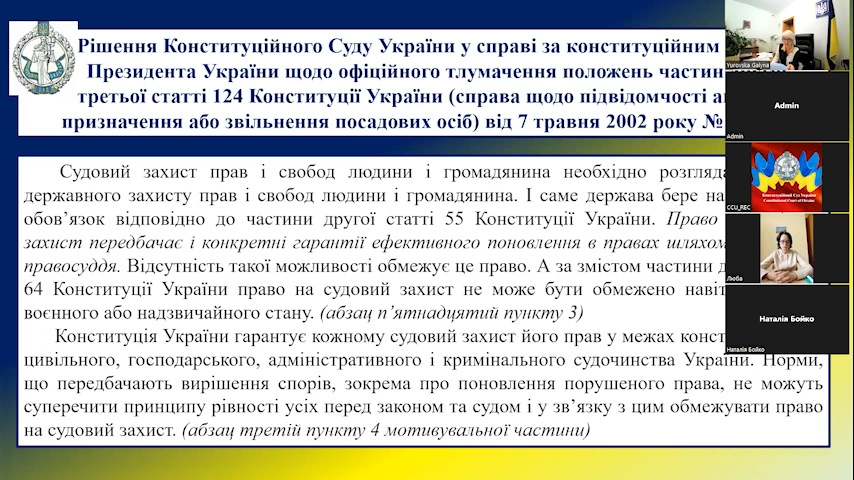 Рішення Конституційного Суду України у справі за конституційним
Президента України щодо офіційного тлумачення положень частин
третьої статті 124 Конституції України (справа щодо підвідомчості
призначення або звільнення посадових осіб) від 7 травня 2002 року №
Судовий захист прав і свобод людини і громадянина необхідно
державного захисту прав і свобод людини і громадянина. І саме держава бере
обов’язок відповідно до частини другої статті 55 Конституції України. Право
захист передбачає і конкретні гарантії ефективного поновлення в правах шляхом
правосуддя. Відсутність такої можливості обмежує це право. А за змістом частини
64 Конституції України право на судовий захист не може бути обмежено
воєнного або надзвичайного стану. (абзац п’ятнадцятий пункту 3)
Конституція України гарантує кожному судовий захист його прав у межах
цивільного, господарського, адміністративного і кримінального судочинства України. Норми,
що передбачають вирішення спорів, зокрема про поновлення порушеного права, не можуть
суперечити принципу рівності усіх перед законом та судом і у зв’язку з цим обмежувати право
на судовий захист. (абзац третій пункту 4 мотивувальної частини)
Yurovska Galyna
Admin
Admin
Конституційний Суд України
Constitutional Court of Ukraine
CCU_REC
Люба
Наталія Бойко
Наталія Бойко